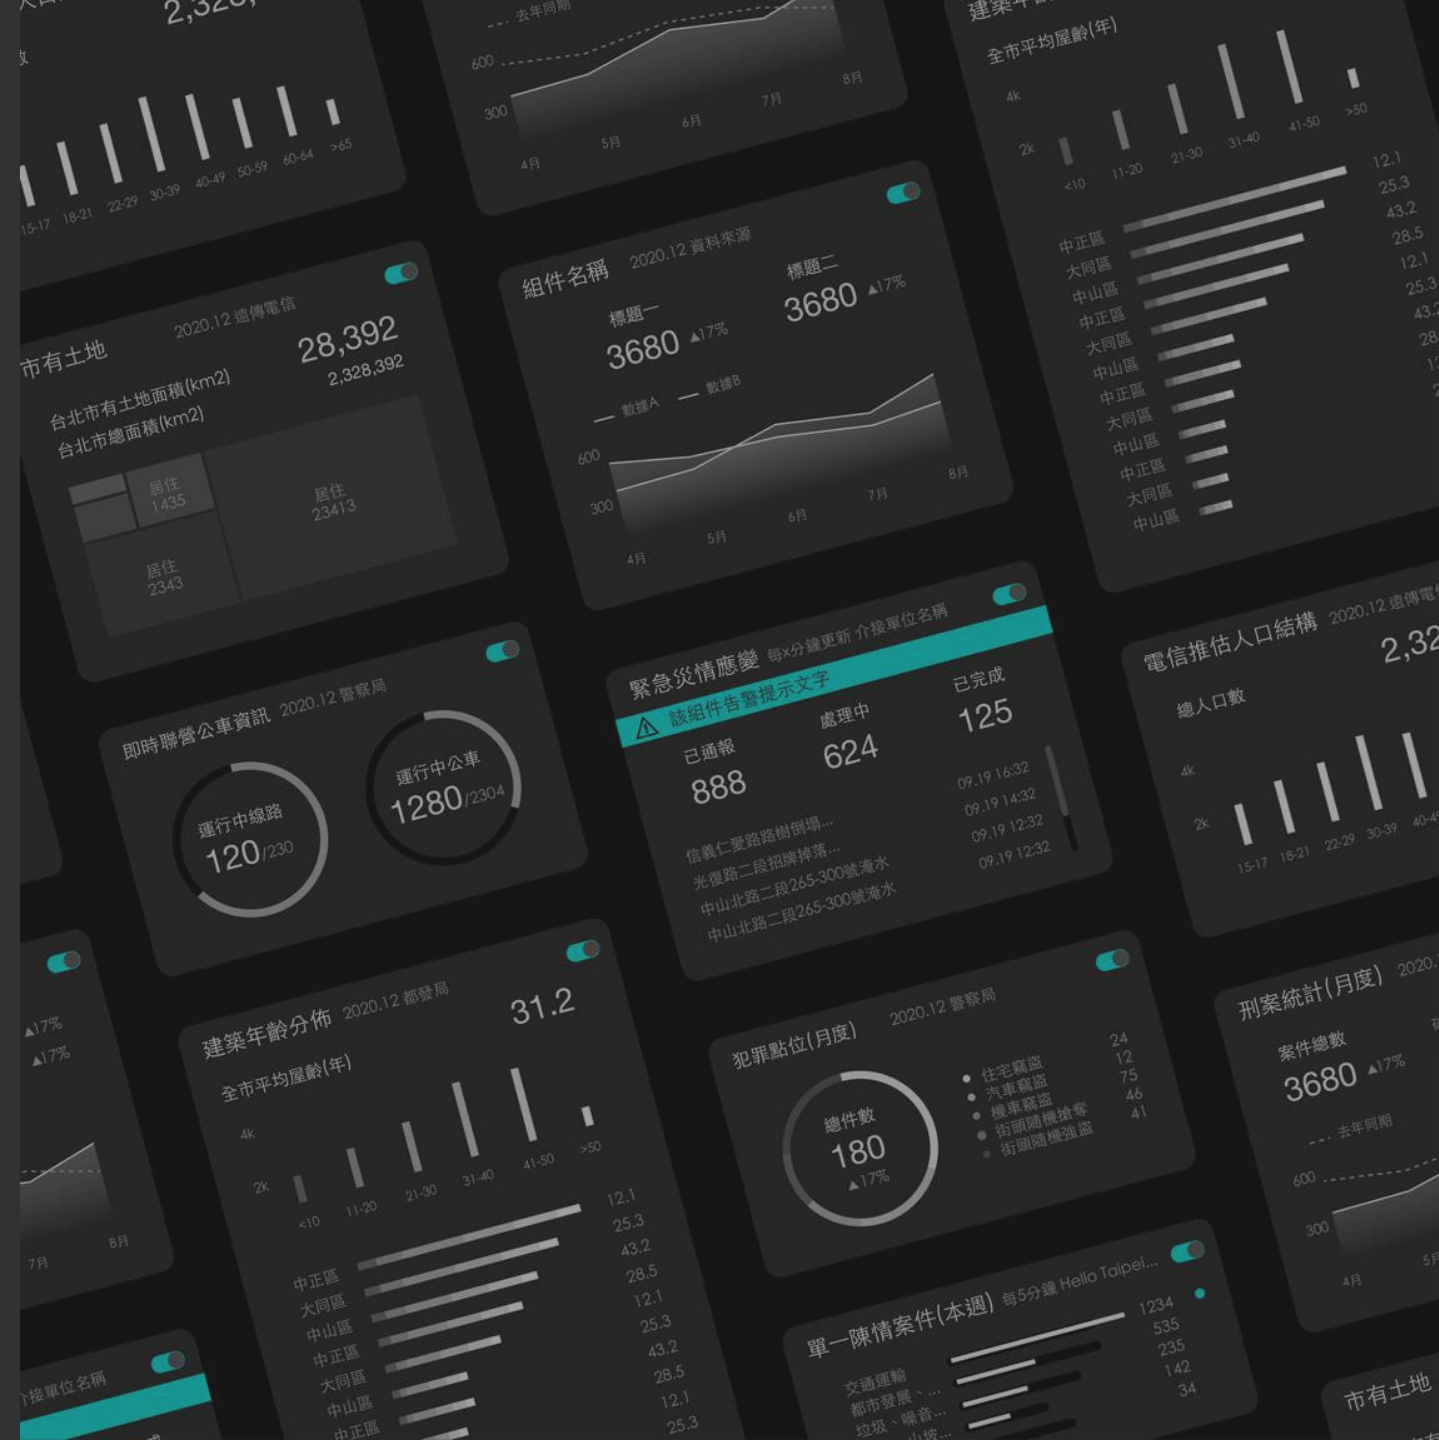 2,328,
15-17 18-21 22-29 30-39 40-49 50-59 60-64 >65
去年同期
600
300
4月 5月 6月 7月 8月
全市平均屋齡(年)
4k
2k
<10 11-20 21-30 31-40 41-50 >50
中正區 12.1
大同區 25.3
中山區 43.2
中正區 28.5
大同區 12.1
中山區 25.3
中正區
大同區
中山區
中正區
大同區
中山區
市有土地 2020.12 遠傳電信
台北市有土地面積(km2) 28,392
台北市總面積(km2) 2,328,392
居住
1435
居住
23413
居住
2343
組件名稱 2020.12 資料來源
標題一 標題二
3680 ▲17% 3680 ▲17%
數據A 數據B
600
300
4月 5月 6月 7月 8月
即時聯營公車資訊 2020.12 警察局
運行中線路
120/230
運行中公車
1280/2304
緊急災情應變 每x分鐘更新 介接單位名稱
該組件告警提示文字
已通報 處理中 已完成
888 624 125
信義仁愛路路樹倒塌... 09.19 16:32
光復路二段招牌掉落... 09.19 14:32
中山北路二段265-300號淹水 09.19 12:32
中山北路二段265-300號淹水 09.19 12:32
電信推估人口結構 2020.12 遠傳電信
總人口數 2,32
4k
2k
15-17 18-21 22-29 30-39 40-49
▲17%
▲17%
7月 8月
建築年齡分佈 2020.12 都發局
全市平均屋齡(年) 31.2
4k
2k
<10 11-20 21-30 31-40 41-50 >50
中正區 12.1
大同區 25.3
中山區 43.2
中正區 28.5
大同區 12.1
中山區 25.3
中正區 43.2
28.5
12.1
25.3
犯罪點位(月度) 2020.12 警察局
總件數
180
▲17%
住宅竊盜 24
汽車竊盜 12
機車竊盜 75
街頭隨機搶奪 46
街頭隨機強盜 41
刑案統計(月度) 2020.
案件總數
3680 ▲17%
去年同期
600
300
4月
單一陳情案件(本週) 每5分鐘 Hello Taipei...
交通運輸 1234
都市發展、... 535
垃圾、噪音... 235
142
34
介接單位名稱
市有土地